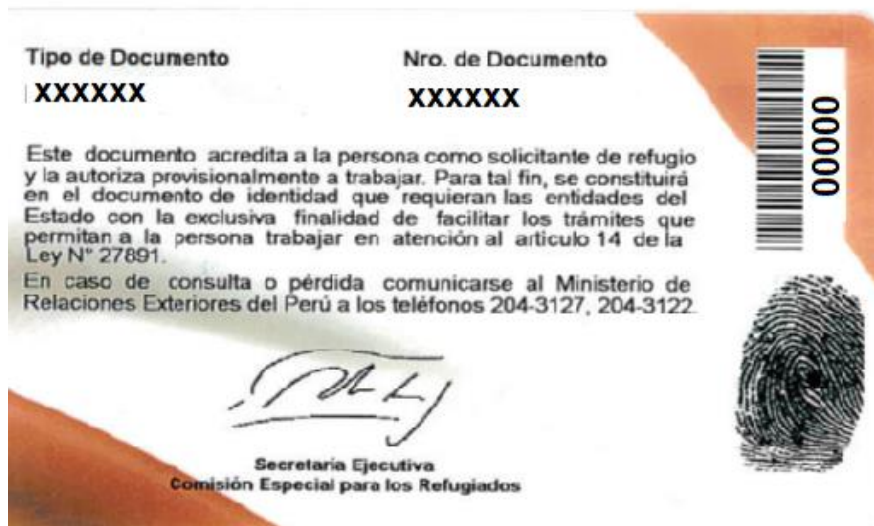 Tipo de Documento
Nro. de Documento
XXXXXX
XXXXXX
00000
Este documento acredita a la persona como solicitante de refugio
y la autoriza provisionalmente a trabajar. Para tal fin, se constituirá
en el documento de identidad que requieran las entidades del
Estado con la exclusiva finalidad de facilitar los trámites que
permitan a la persona trabajar en atención al articulo 14 de la
Ley N° 27891.
En caso de consulta o pérdida comunicarse al Ministerio de
Relaciones Exteriores del Perú a los teléfonos 204-3127, 204-3122.
Secretaria Ejecutiva
Comisión Especial para los Refugiados